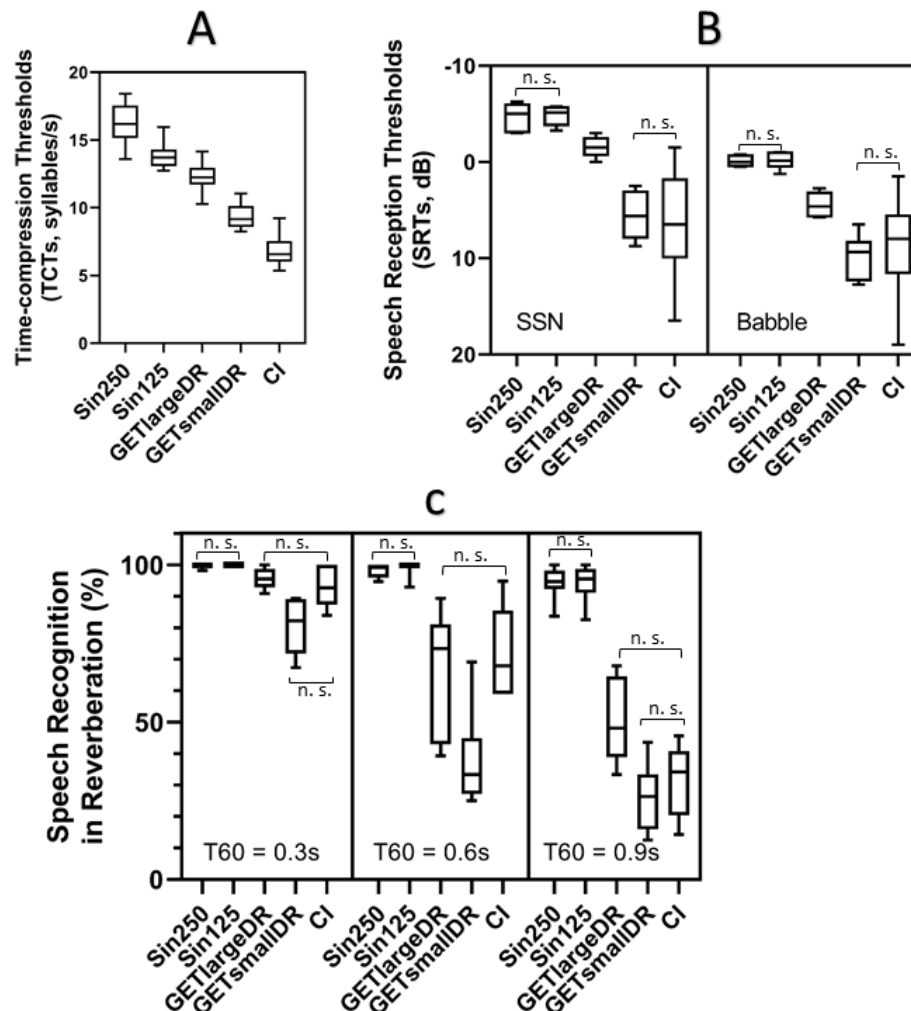 A
Time-compression Thresholds
(TCTs, syllables/s)
20
15
10
5
0
Sin250
Sin125
GETlargeDR
GETsmallDR
CI
B
Speech Reception Thresholds
(SRTs, dB)
-10
0
10
20
n. s.
n. s.
SSN
n. s.
n. s.
Babble
Sin250
Sin125
GETlargeDR
GETsmallDR
CI
Sin250
Sin125
GETlargeDR
GETsmallDR
CI
C
Speech Recognition
in Reverberation (%)
100
50
0
n. s.
n. s.
n. s.
T60 = 0.3s
n. s.
n. s.
T60 = 0.6s
n. s.
n. s.
n. s.
T60 = 0.9s
Sin250
Sin125
GETlargeDR
GETsmallDR
CI
Sin250
Sin125
GETlargeDR
GETsmallDR
CI
Sin250
Sin125
GETlargeDR
GETsmallDR
CI